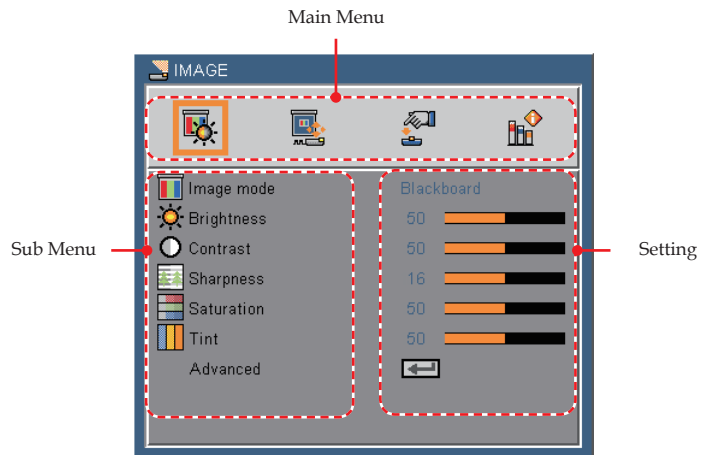 Main Menu
IMAGE
Image mode Blackboard
Brightness 50
Sub Menu Contrast 50 Setting
Sharpness 16
Saturation 50
Tint 50
Advanced